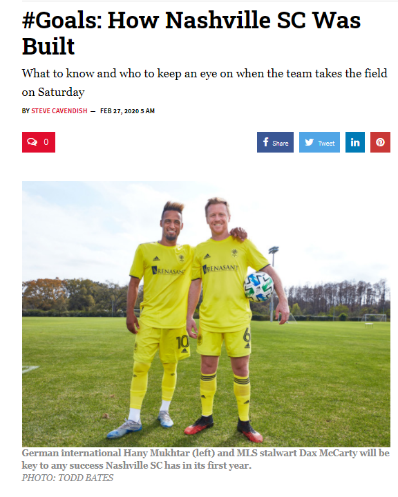 #Goals: How Nashville SC Was
Built
What to know and who to keep an eye on when the team takes the field
on Saturday
BY STEVE CAVENDISH — FEB 27, 2020 5 AM
0
Share
Tweet
RENASANT
RENASANT
10
6
German international Hany Mukhtar (left) and MLS stalwart Dax McCarty will be
key to any success Nashville SC has in its first year.
PHOTO: TODD BATES